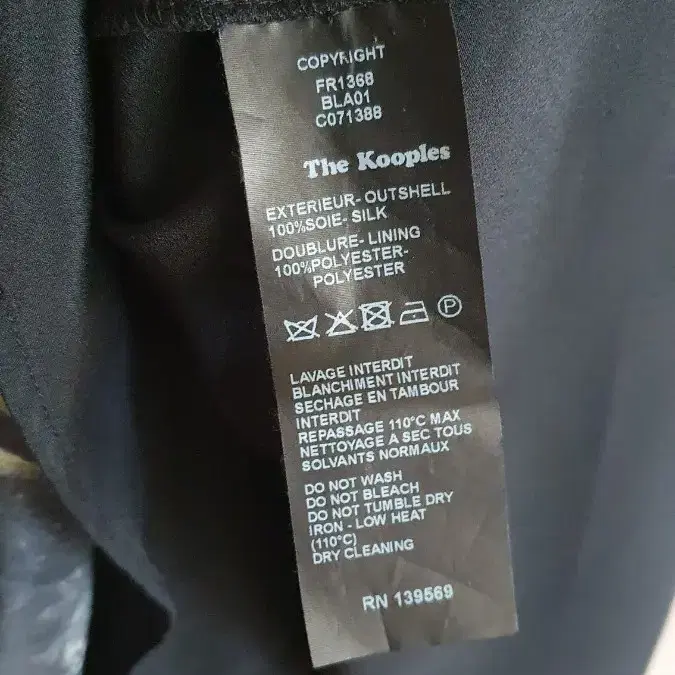 COPYRIGHT
FR1368
BLA01
C071388
The Kooples
EXTERIEUR- OUTSHELL
100%SOIE- SILK
DOUBLURE- LINING
100%POLYESTER-
POLYESTER
P
LAVAGE INTERDIT
BLANCHIMENT INTERDIT
SECHAGE EN TAMBOUR
INTERDIT
REPASSAGE 110°C MAX
NETTOYAGE A SEC TOUS
SOLVANTS NORMAUX
DO NOT WASH
DO NOT BLEACH
DO NOT TUMBLE DRY
IRON - LOW HEAT
(110°C)
DRY CLEANING
RN 139569